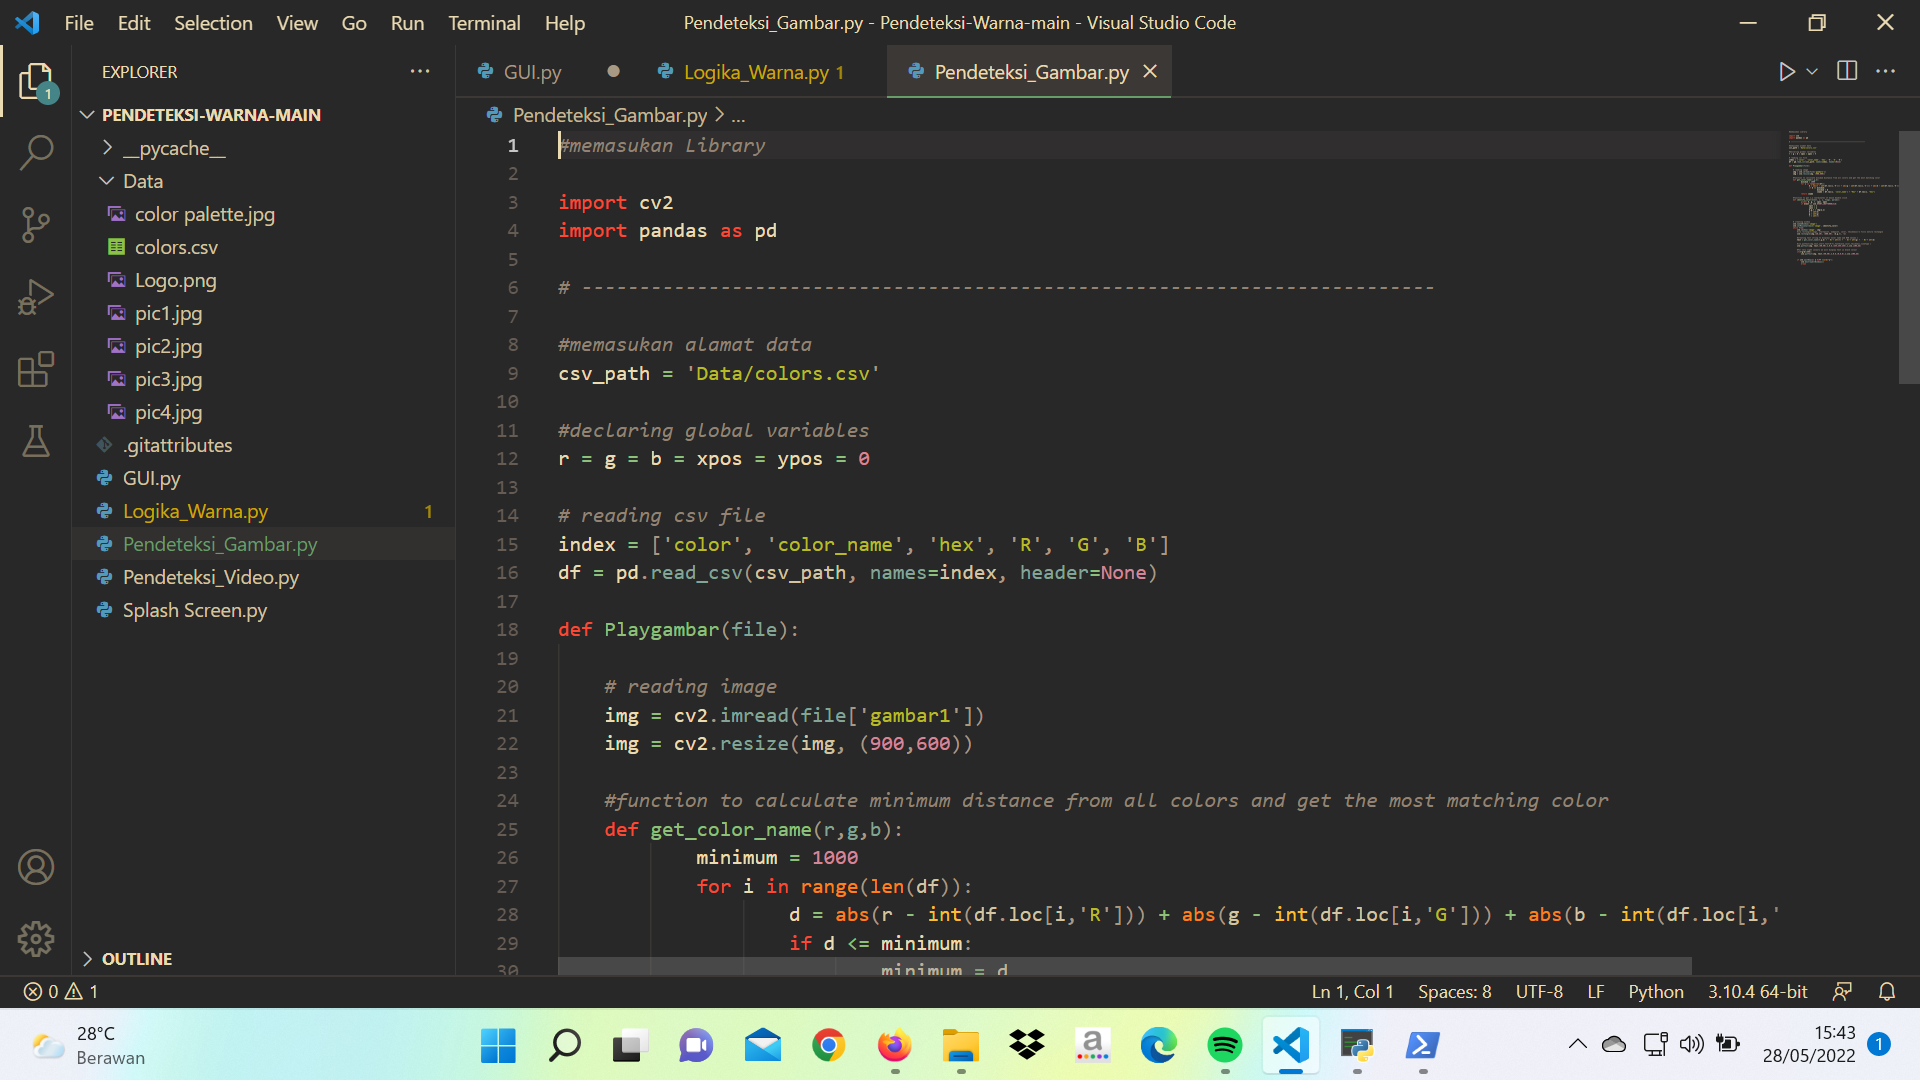 File Edit Selection View Go Run Terminal Help
Pendeteksi_Gambar.py - Pendeteksi-Warna-main - Visual Studio Code
EXPLORER
1
PENDETEKSI-WARNA-MAIN
__pycache__
Data
color palette.jpg
colors.csv
Logo.png
pic1.jpg
pic2.jpg
pic3.jpg
pic4.jpg
.gitattributes
GUI.py
Logika_Warna.py 1
Pendeteksi_Gambar.py
Pendeteksi_Video.py
Splash Screen.py
OUTLINE
GUI.py Logika_Warna.py 1 Pendeteksi_Gambar.py
Pendeteksi_Gambar.py > ...
1 #memasukan Library
2
3 import cv2
4 import pandas as pd
5
6 # --------------------------------------------------------------------------
7
8 #memasukan alamat data
9 csv_path = 'Data/colors.csv'
10
11 #declaring global variables
12 r = g = b = xpos = ypos = 0
13
14 # reading csv file
15 index = ['color', 'color_name', 'hex', 'R', 'G', 'B']
16 df = pd.read_csv(csv_path, names=index, header=None)
17
18 def Playgambar(file):
19
20 # reading image
21 img = cv2.imread(file['gambar1'])
22 img = cv2.resize(img, (900,600))
23
24 #function to calculate minimum distance from all colors and get the most matching color
25 def get_color_name(r,g,b):
26 minimum = 1000
27 for i in range(len(df)):
28 d = abs(r - int(df.loc[i,'R'])) + abs(g - int(df.loc[i,'G'])) + abs(b - int(df.loc[i,'
29 if d <= minimum:
30 minimum = d
0 1
Ln 1, Col 1 Spaces: 8 UTF-8 LF Python 3.10.4 64-bit
28°C
Berawan
a
15:43
28/05/2022
1